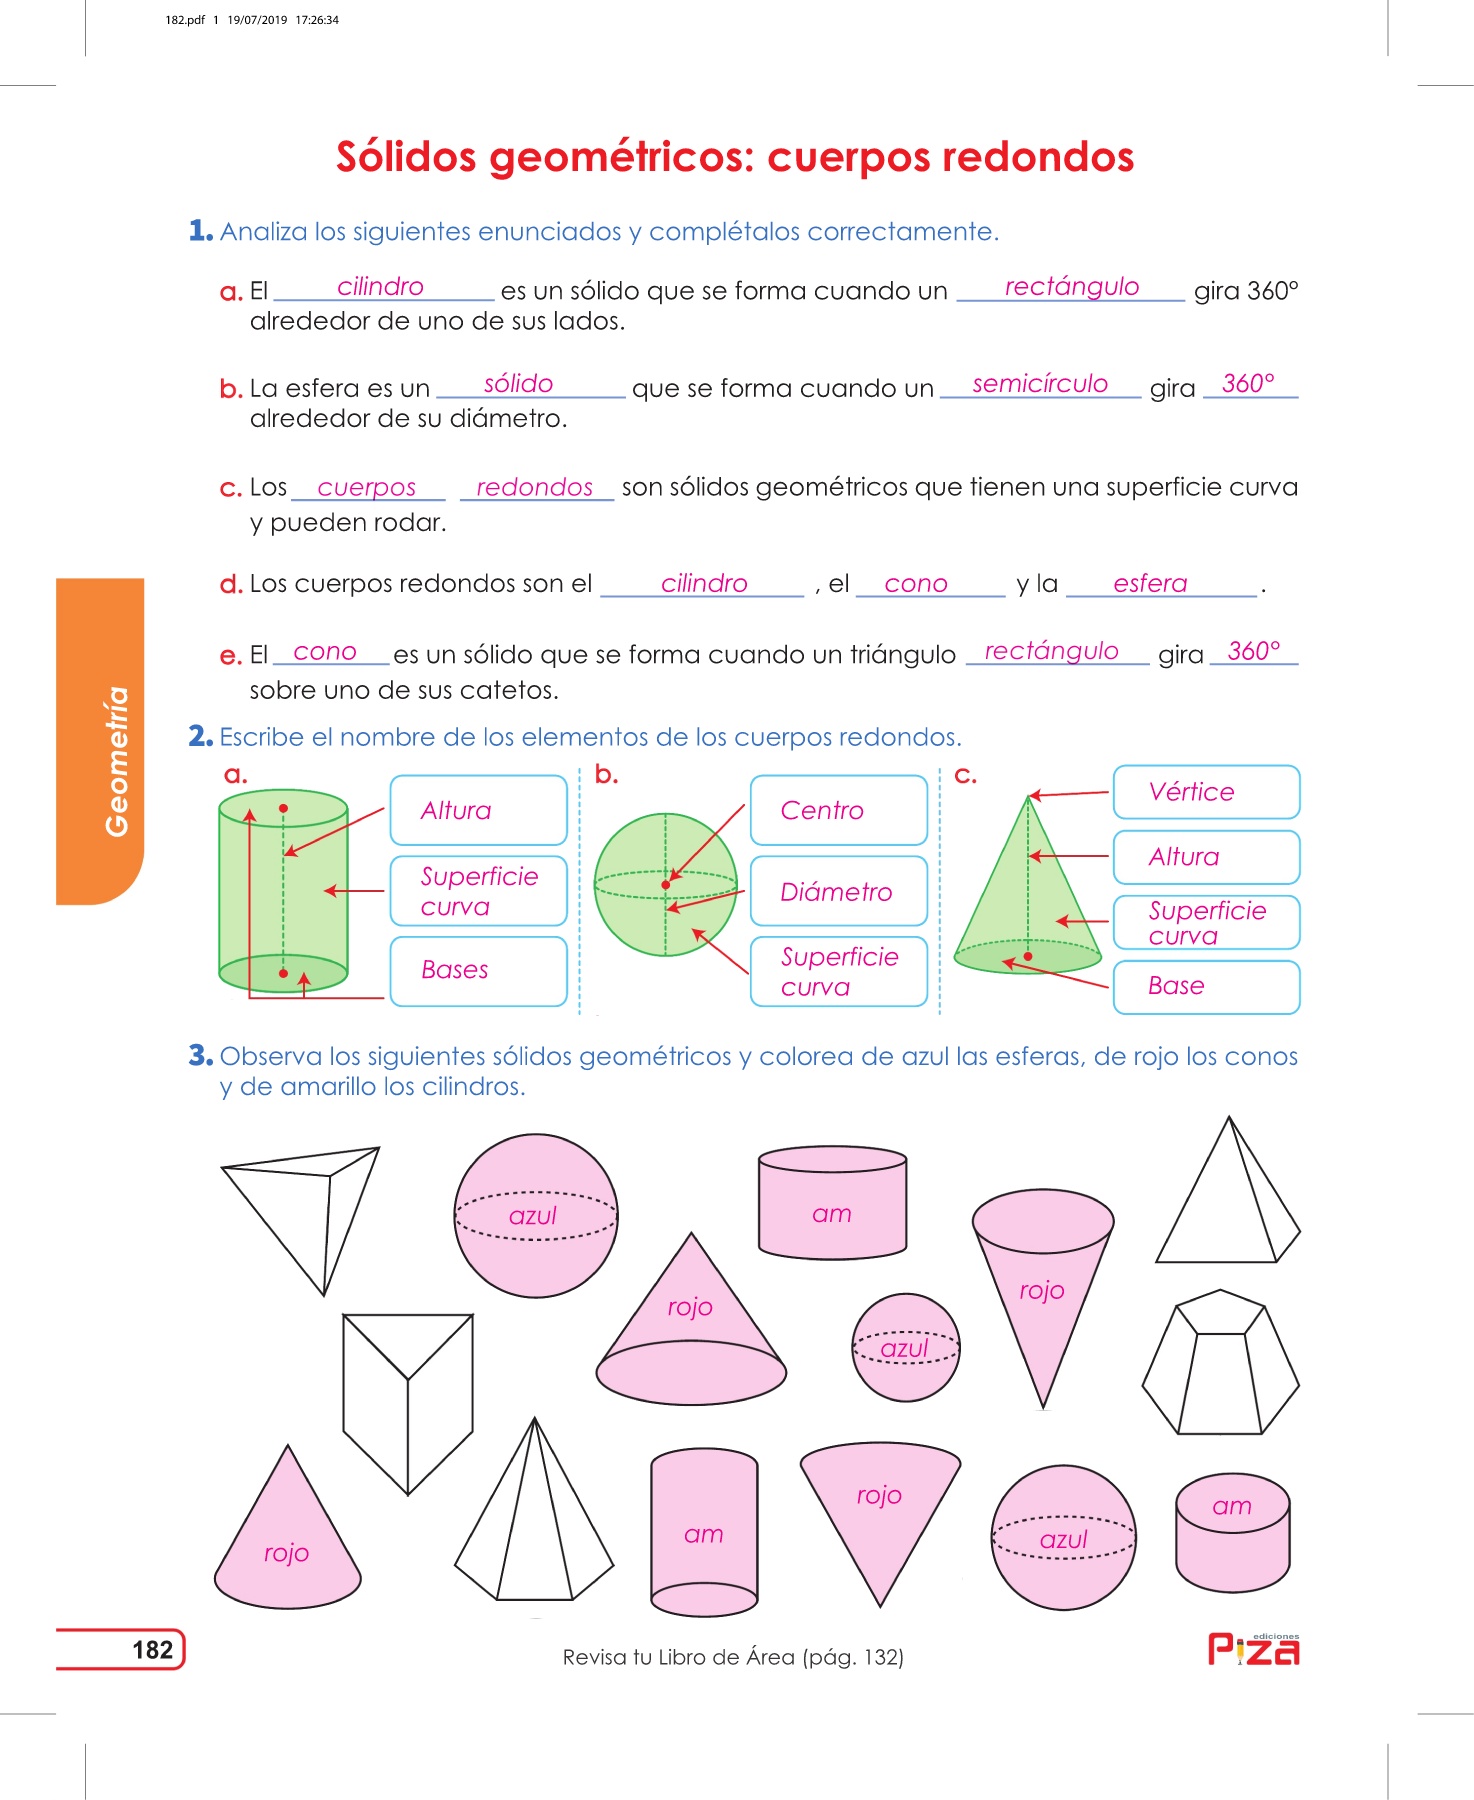 182.pdf 1 19/07/2019 17:26:34
Sólidos geométricos: cuerpos redondos
1. Analiza los siguientes enunciados y complétalos correctamente.
a. El cilindro es un sólido que se forma cuando un rectángulo gira 360°
alrededor de uno de sus lados.
b. La esfera es un sólido que se forma cuando un semicírculo gira 360°
alrededor de su diámetro.
c. Los cuerpos redondos son sólidos geométricos que tienen una superficie curva
y pueden rodar.
d. Los cuerpos redondos son el cilindro , el cono y la esfera .
e. El cono es un sólido que se forma cuando un triángulo rectángulo gira 360°
sobre uno de sus catetos.
Geometría
2. Escribe el nombre de los elementos de los cuerpos redondos.
a.
Altura
Superficie
curva
Bases
b.
Centro
Diámetro
Superficie
curva
c.
Vértice
Altura
Superficie
curva
Base
3. Observa los siguientes sólidos geométricos y colorea de azul las esferas, de rojo los conos
y de amarillo los cilindros.
azul
am
rojo
rojo
azul
rojo
am
rojo
azul
am
182
Revisa tu Libro de Área (pág. 132)
ediciones
Piza